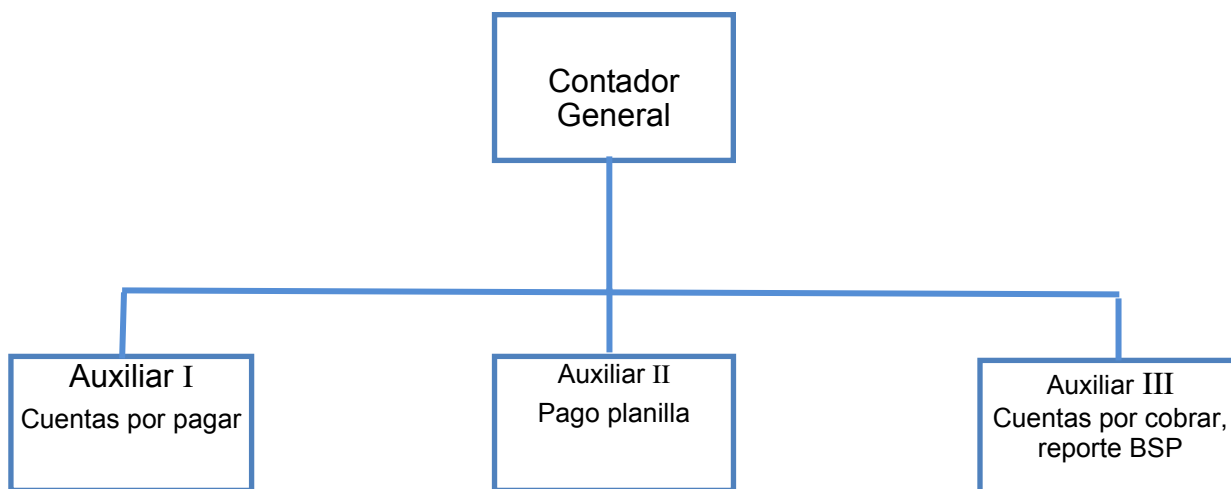 Contador
General
Auxiliar I
Cuentas por pagar
Auxiliar II
Pago planilla
Auxiliar III
Cuentas por cobrar,
reporte BSP